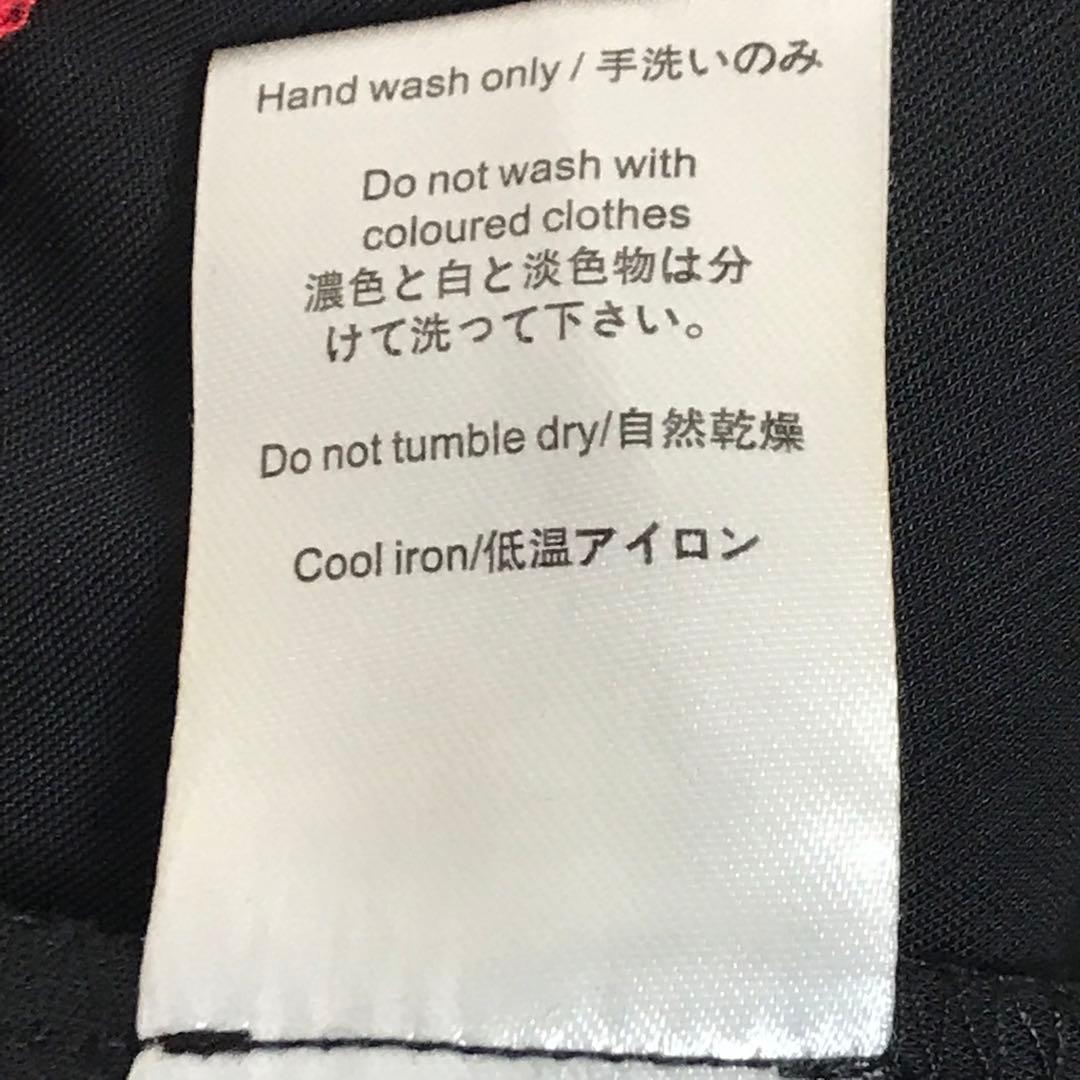 Hand wash only / 手洗いのみ
Do not wash with
coloured clothes
濃色と白と淡色物は分
けて洗って下さい。
Do not tumble dry/自然乾燥
Cool iron/低温アイロン